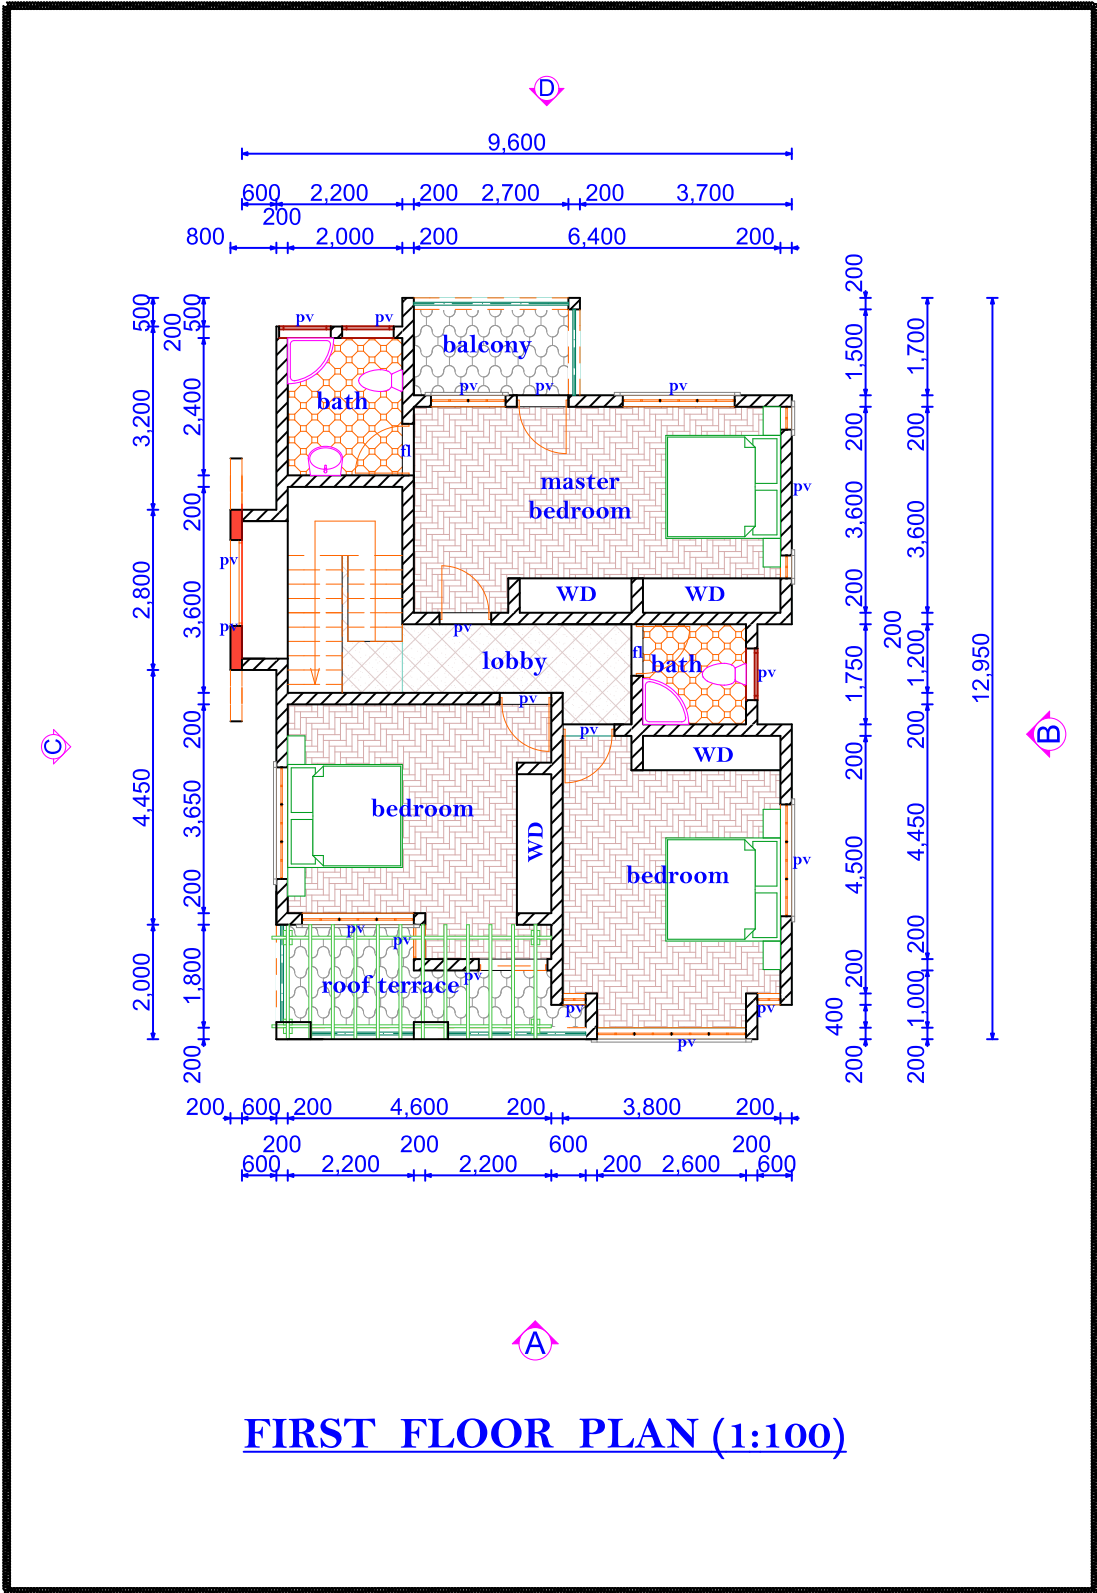 D
9,600
600 2,200 200 2,700 200 3,700
200
800 2,000 200 6,400 200
200
500 200 500
pv pv
balcony
1,500 1,700
pv pv pv
bath
3,200 2,400
200 200
fl
master
bedroom
pv
200 3,600 3,600
pv
2,800 3,600
WD WD
200
pv pv
200
lobby
fl
bath
pv
1,750 1,200 12,950
pv
200 200
pv
C
B
200
WD
4,450 3,650
bedroom
WD
pv
bedroom
4,500 4,450
200
pv pv
200
pv
roof terrace
2,000 1,800
200 1,000
pv pv
400
pv
200 200 200
200 600 200 4,600 200 3,800 200
200 200 600 200
600 2,200 2,200 200 2,600 600
A
FIRST FLOOR PLAN (1:100)